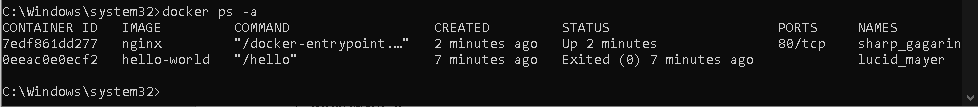 C:\Windows\system32>docker ps -a
CONTAINER ID   IMAGE         COMMAND                  CREATED         STATUS                     PORTS     NAMES
7edf861dd277   nginx         "/docker-entrypoint.…"   2 minutes ago   Up 2 minutes               80/tcp    sharp_gagarin
0eeac0e0ecf2   hello-world   "/hello"                 7 minutes ago   Exited (0) 7 minutes ago             lucid_mayer
C:\Windows\system32>